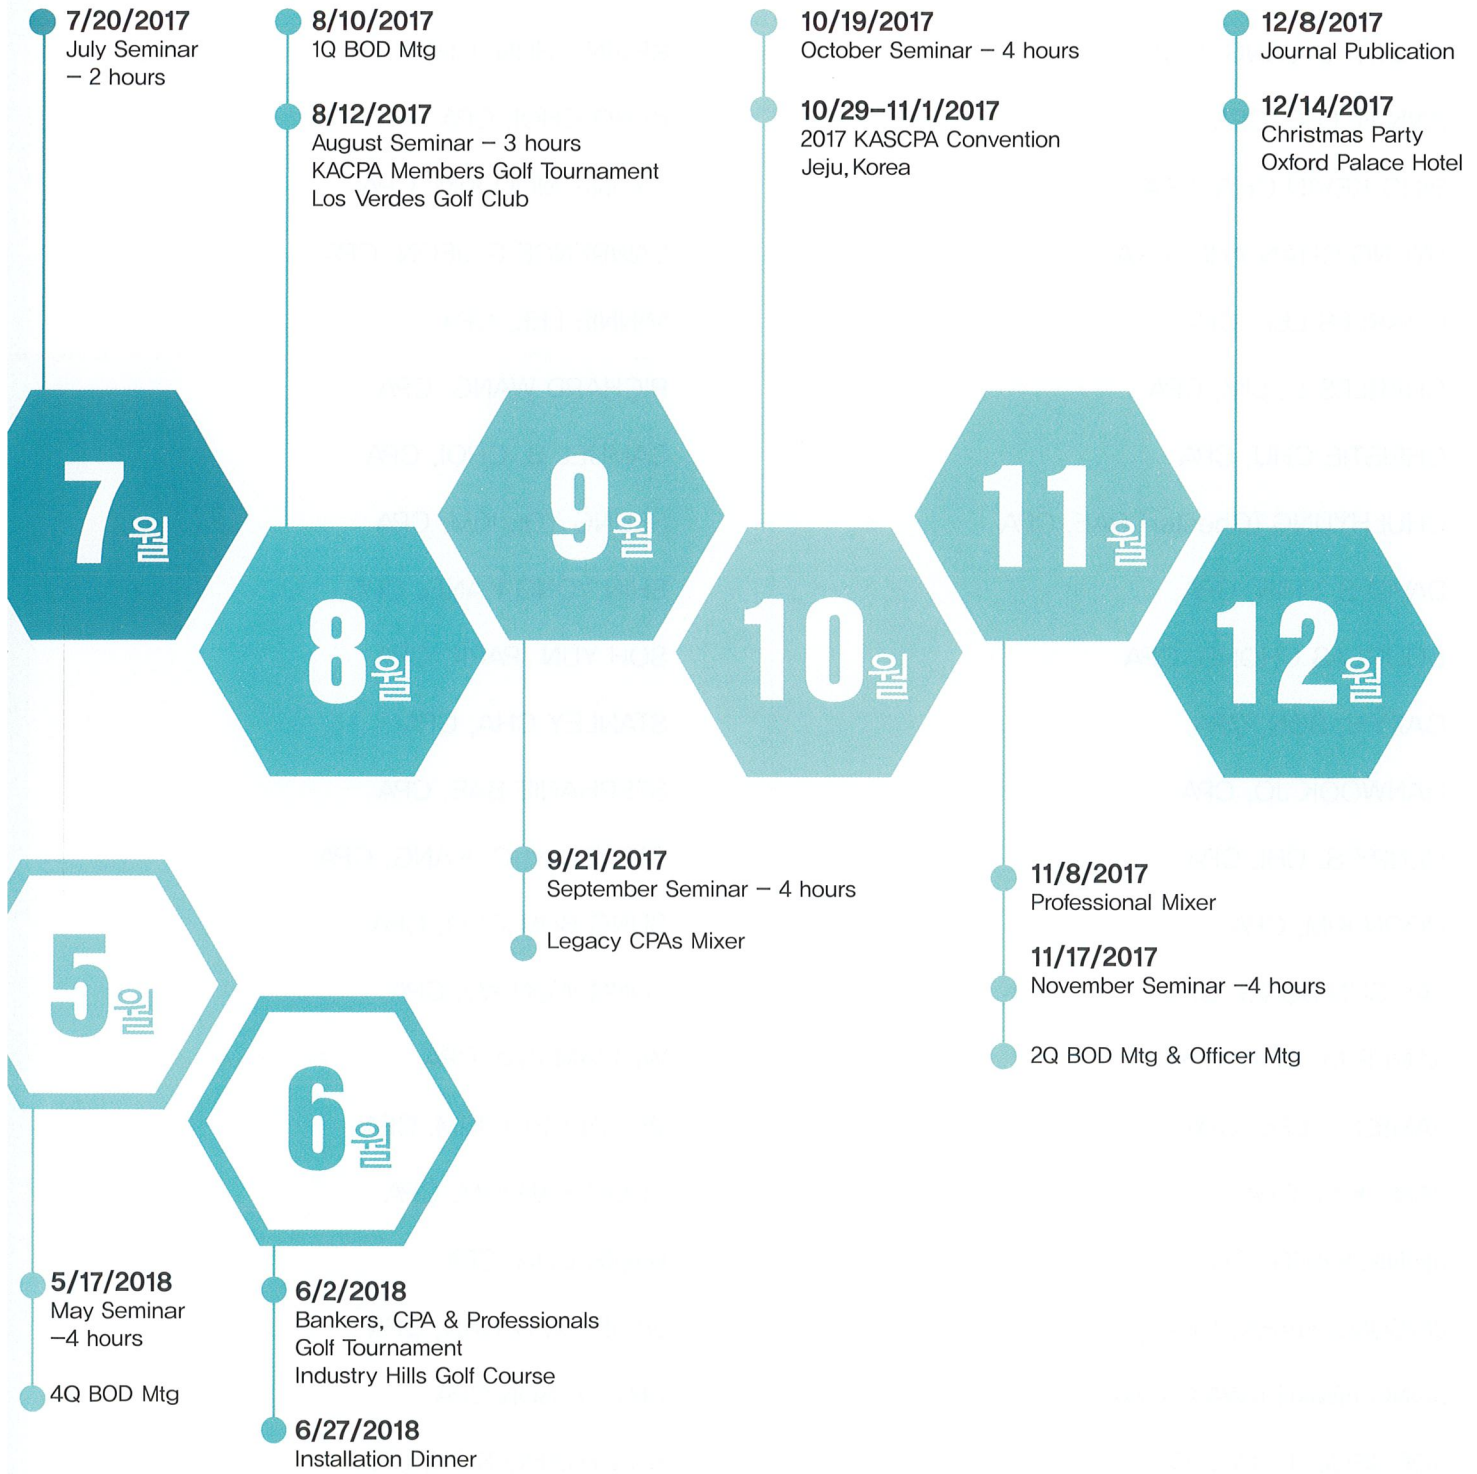 7/20/2017
July Seminar
– 2 hours
8/10/2017
1Q BOD Mtg
8/12/2017
August Seminar – 3 hours
KACPA Members Golf Tournament
Los Verdes Golf Club
10/19/2017
October Seminar – 4 hours
10/29–11/1/2017
2017 KASCPA Convention
Jeju, Korea
12/8/2017
Journal Publication
12/14/2017
Christmas Party
Oxford Palace Hotel
7월
8월
9월
10월
11월
12월
9/21/2017
September Seminar – 4 hours
Legacy CPAs Mixer
11/8/2017
Professional Mixer
11/17/2017
November Seminar –4 hours
2Q BOD Mtg & Officer Mtg
5월
6월
5/17/2018
May Seminar
–4 hours
4Q BOD Mtg
6/2/2018
Bankers, CPA & Professionals
Golf Tournament
Industry Hills Golf Course
6/27/2018
Installation Dinner